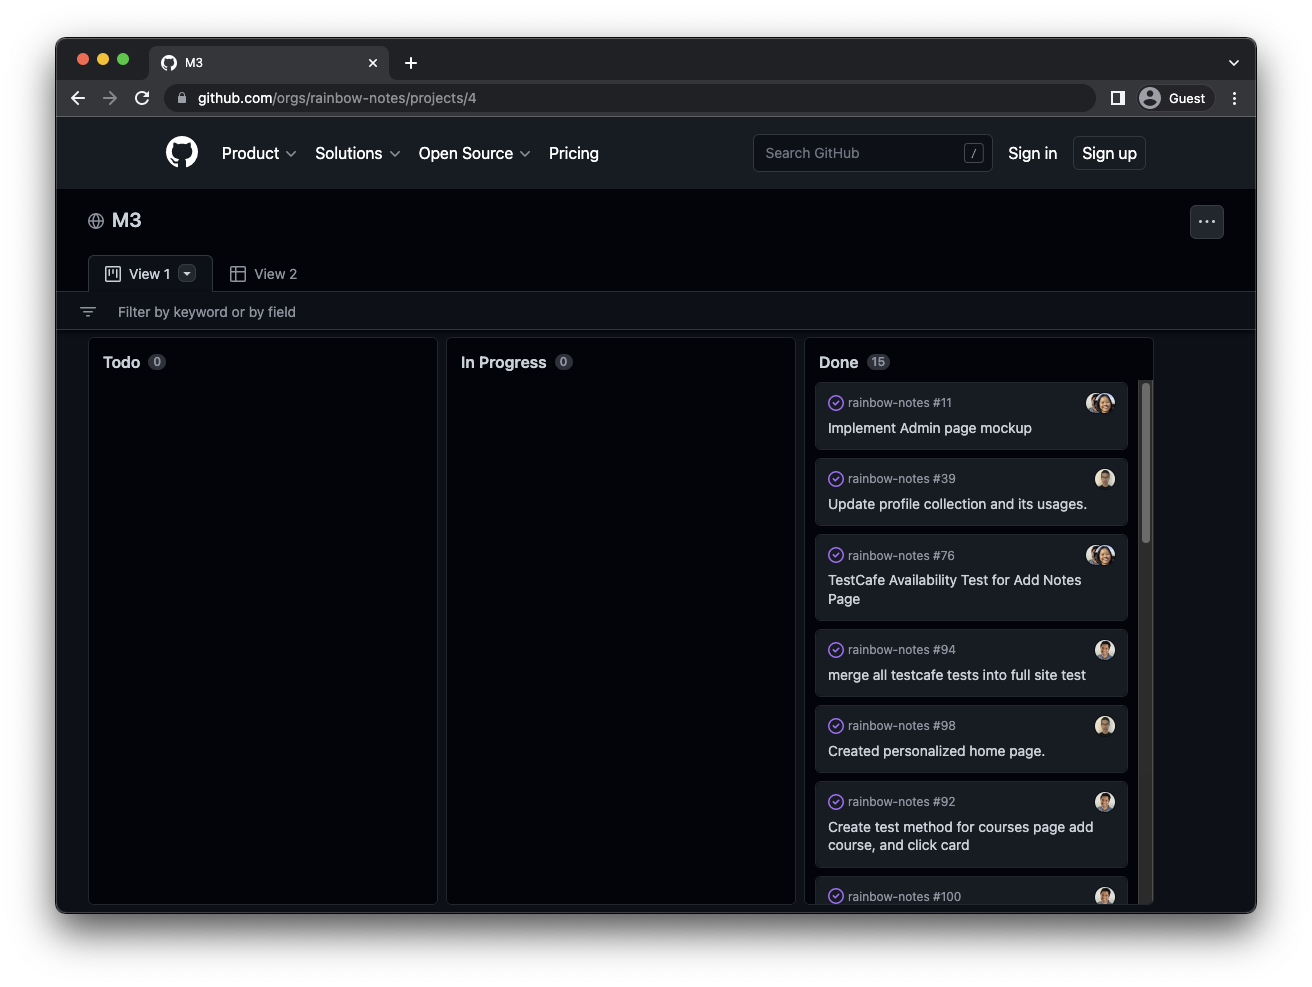 M3
github.com/orgs/rainbow-notes/projects/4
Guest
Product
Solutions
Open Source
Pricing
Search GitHub
/
Sign in
Sign up
M3
View 1
View 2
Filter by keyword or by field
Todo 0
In Progress 0
Done 15
rainbow-notes #11
Implement Admin page mockup
rainbow-notes #39
Update profile collection and its usages.
rainbow-notes #76
TestCafe Availability Test for Add Notes
Page
rainbow-notes #94
merge all testcafe tests into full site test
rainbow-notes #98
Created personalized home page.
rainbow-notes #92
Create test method for courses page add
course, and click card
rainbow-notes #100